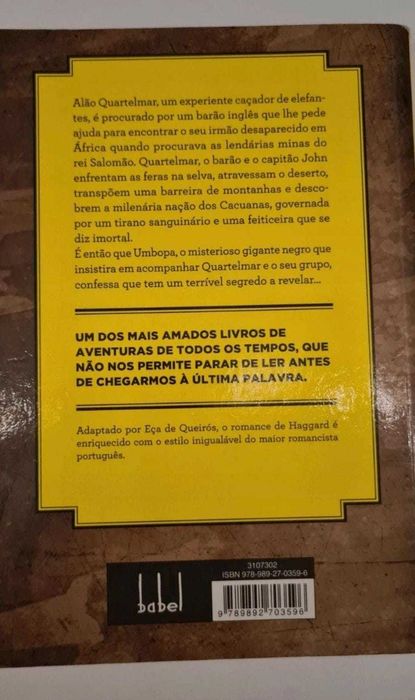 Alão Quartelmar, um experiente caçador de elefan-
tes, é procurado por um barão inglês que lhe pede
ajuda para encontrar o seu irmão desaparecido em
África quando procurava as lendárias minas do
rei Salomão. Quartelmar, o barão e o capitão John
enfrentam as feras na selva, atravessam o deserto,
transpõem uma barreira de montanhas e desco-
brem a milenária nação dos Cacuanas, governada
por um tirano sanguinário e uma feiticeira que se
diz imortal.
É então que Umbopa, o misterioso gigante negro que
insistira em acompanhar Quartelmar e o seu grupo,
confessa que tem um terrível segredo a revelar...
UM DOS MAIS AMADOS LIVROS DE
AVENTURAS DE TODOS OS TEMPOS, QUE
NÃO NOS PERMITE PARAR DE LER ANTES
DE CHEGARMOS À ÚLTIMA PALAVRA.
Adaptado por Eça de Queirós, o romance de Haggard é
enriquecido com o estilo inigualável do maior romancista
português.
babel
3107302
ISBN 978-989-27-0359-6
9 789892 703596